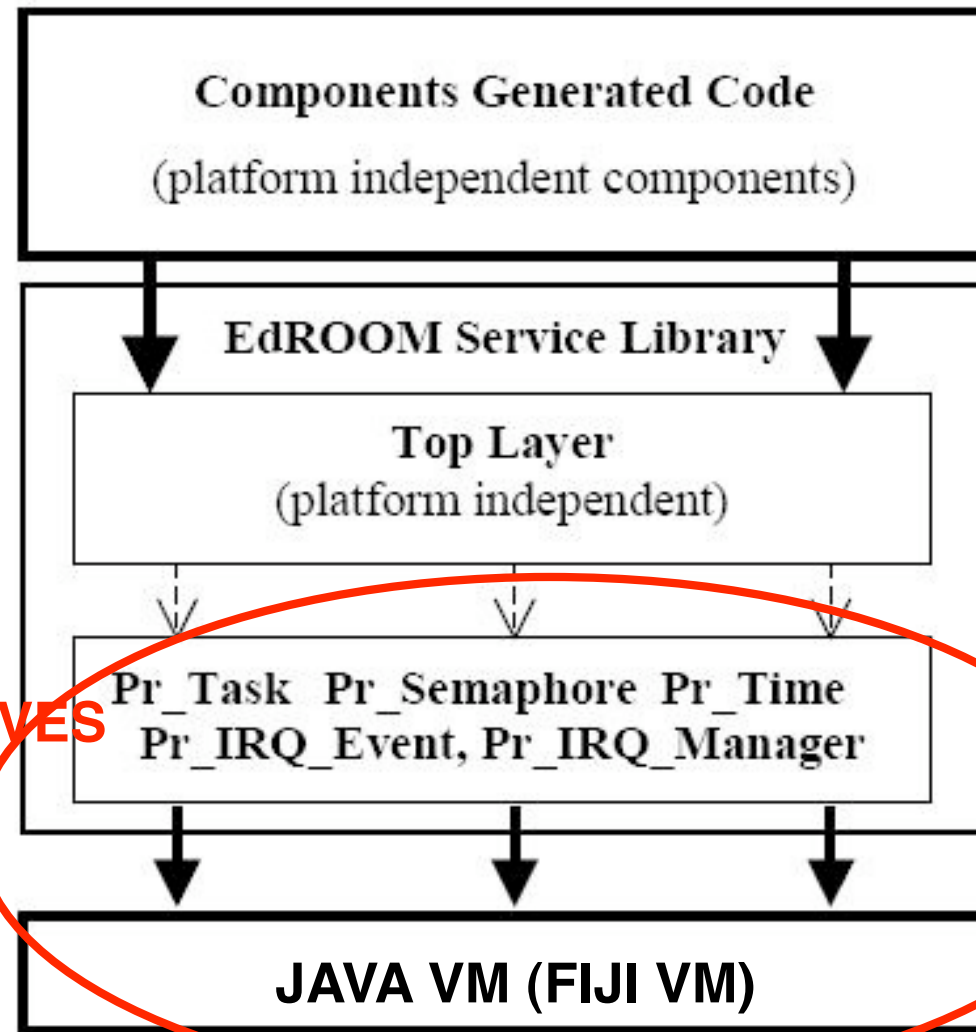 Components Generated Code
(platform independent components)
EdROOM Service Library
Top Layer
(platform independent)
Pr_Task Pr_Semaphore Pr_Time
VES
Pr_IRQ_Event, Pr_IRQ_Manager
JAVA VM (FIJI VM)